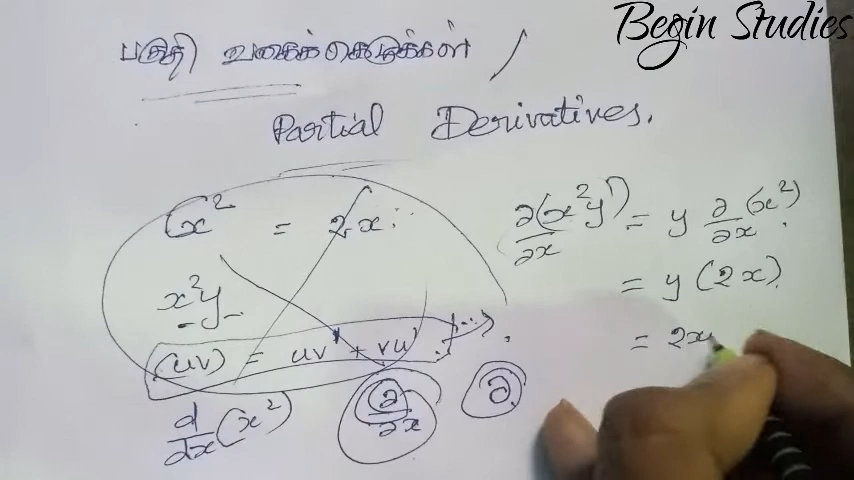 Begin Studies
பகுதி வகைக்கெழுக்கள் /
Partial Derivatives.
(x² = 2x
x²y
(uv) = uv' + vu'
d/dx (x²)
∂/∂x
∂
∂(x²y)/∂x = y ∂/∂x (x²).
= y (2x).
= 2x